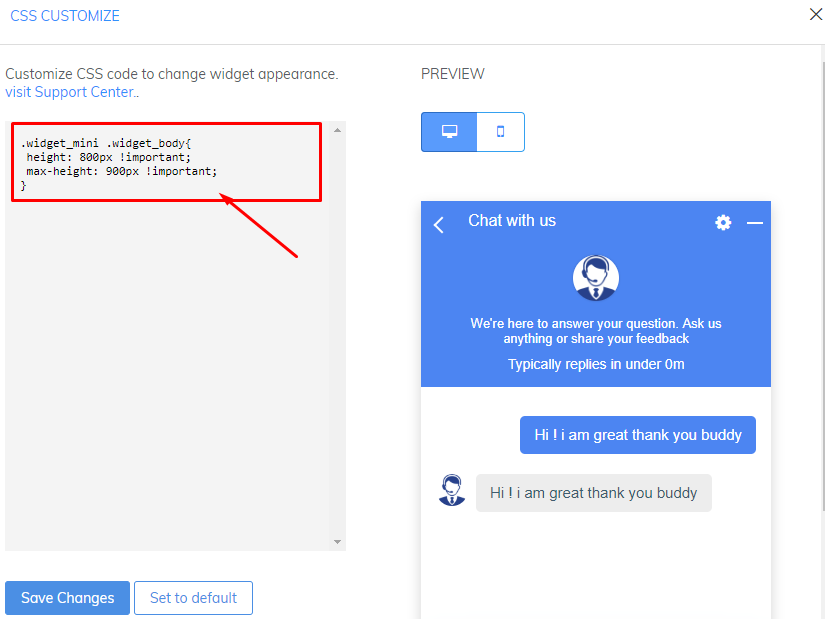 CSS CUSTOMIZE
Customize CSS code to change widget appearance.
visit Support Center..
.widget_mini .widget_body{
height: 800px !important;
max-height: 900px !important;
}
Save Changes
Set to default
PREVIEW
Chat with us
We're here to answer your question. Ask us
anything or share your feedback
Typically replies in under 0m
Hi ! i am great thank you buddy
Hi ! i am great thank you buddy